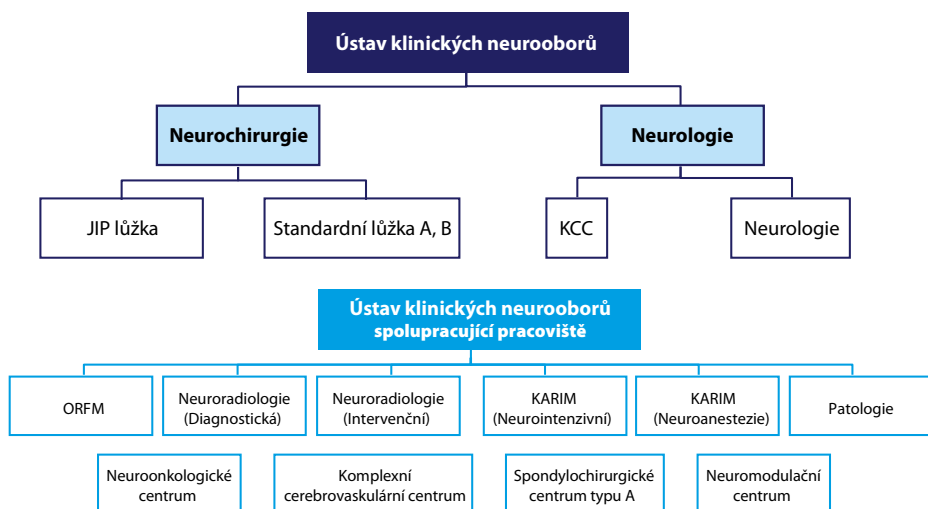 Ústav klinických neurooborů
Neurochirurgie
Neurologie
JIP lůžka
Standardní lůžka A, B
KCC
Neurologie
Ústav klinických neurooborů
spolupracující pracoviště
ORFM
Neuroradiologie
(Diagnostická)
Neuroradiologie
(Intervenční)
KARIM
(Neurointenzivní)
KARIM
(Neuroanestezie)
Patologie
Neuroonkologické
centrum
Komplexní
cerebrovaskulární centrum
Spondylochirurgické
centrum typu A
Neuromodulační
centrum